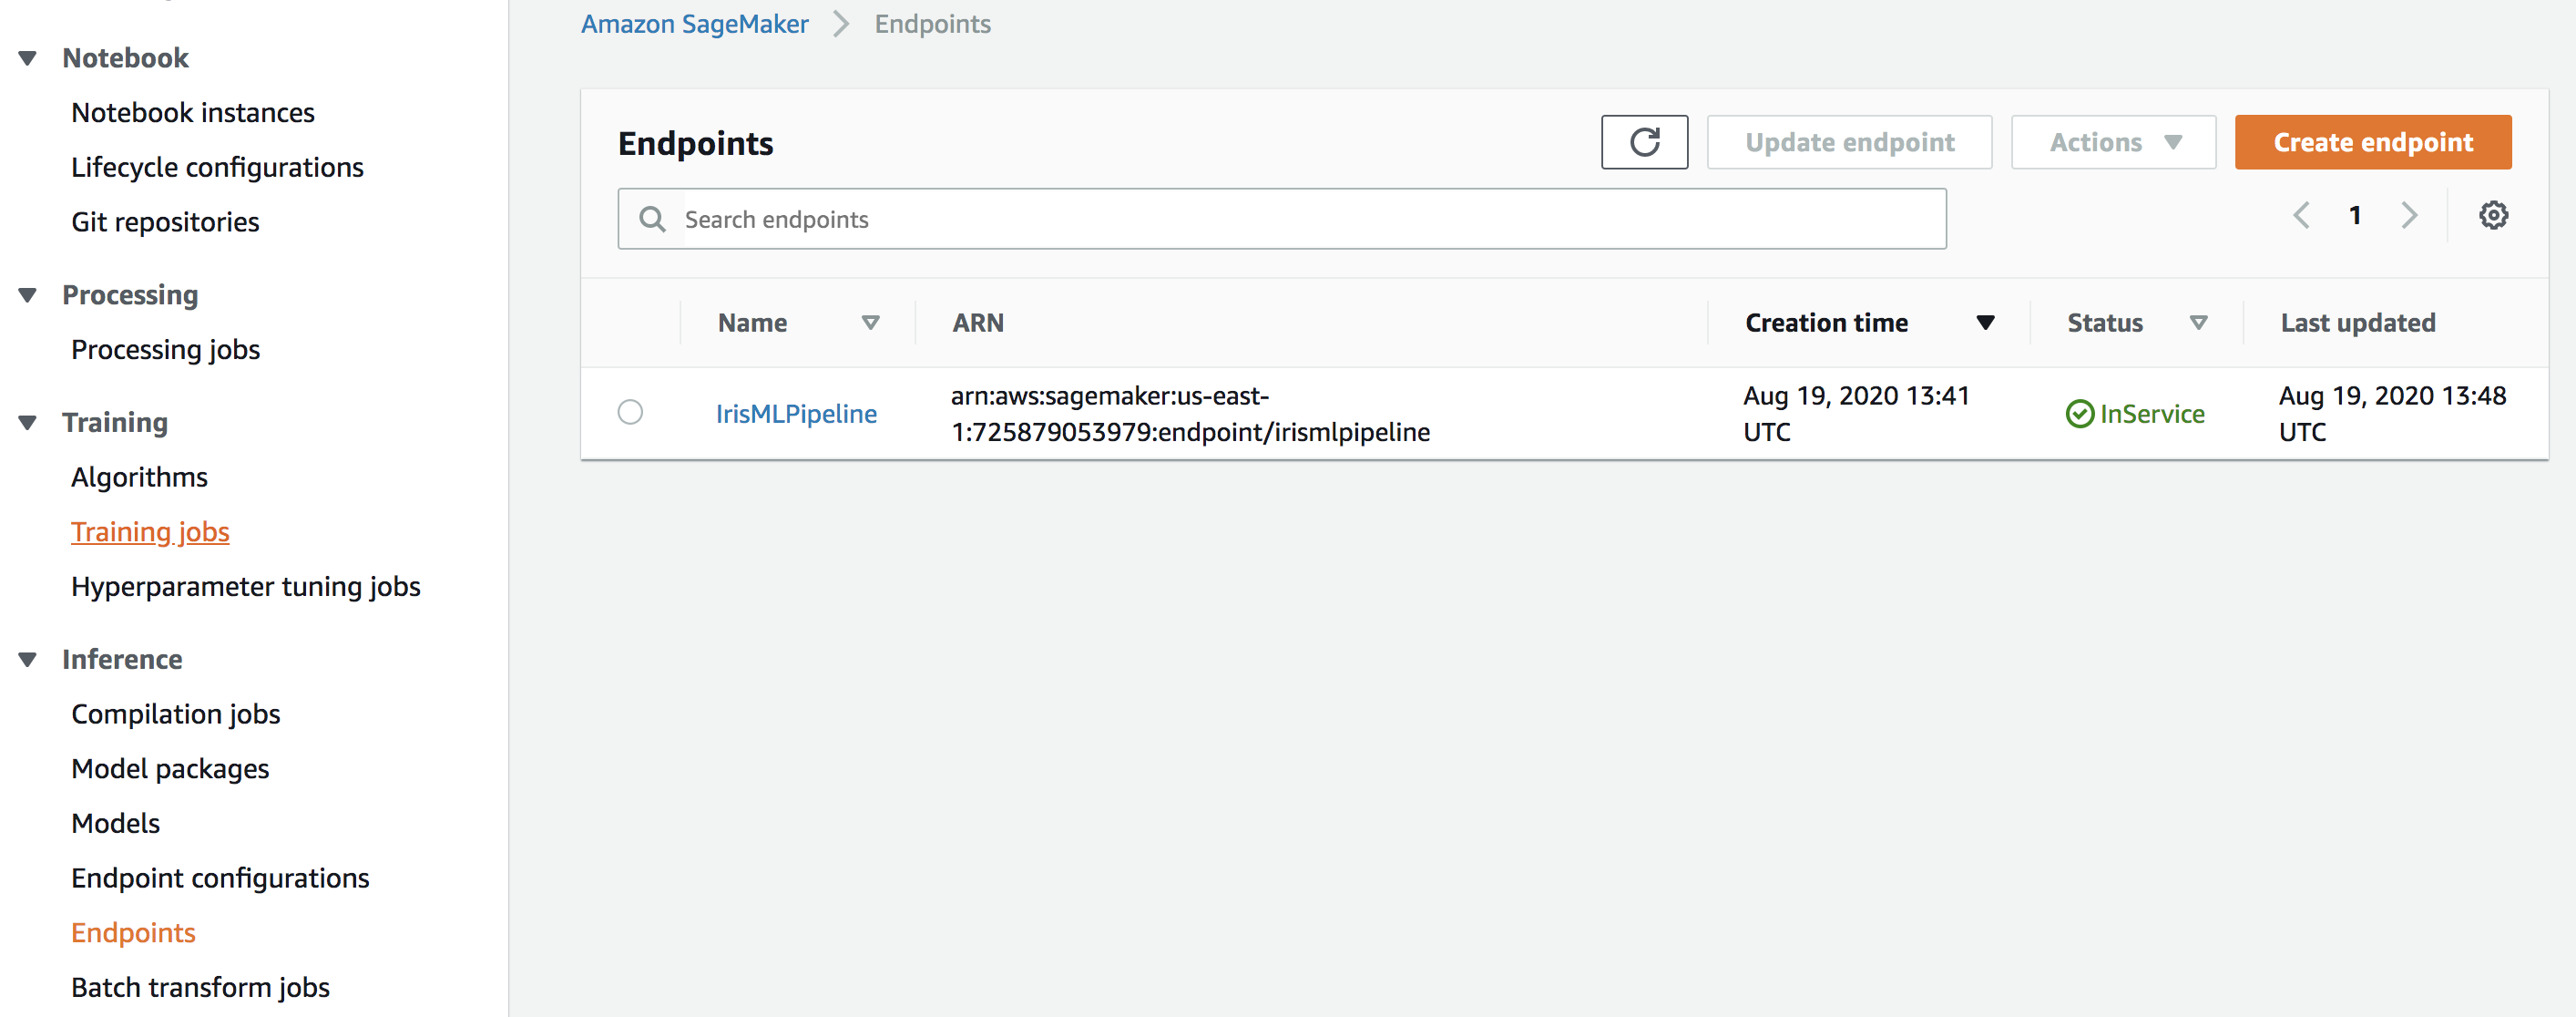 Notebook
Notebook instances
Lifecycle configurations
Git repositories
Processing
Processing jobs
Training
Algorithms
Training jobs
Hyperparameter tuning jobs
Inference
Compilation jobs
Model packages
Models
Endpoint configurations
Endpoints
Batch transform jobs
Amazon SageMaker > Endpoints
Endpoints
Update endpoint
Actions
Create endpoint
Search endpoints
1
Name ARN Creation time Status Last updated
IrisMLPipeline
arn:aws:sagemaker:us-east-
1:725879053979:endpoint/irismlpipeline
Aug 19, 2020 13:41
UTC
InService
Aug 19, 2020 13:48
UTC